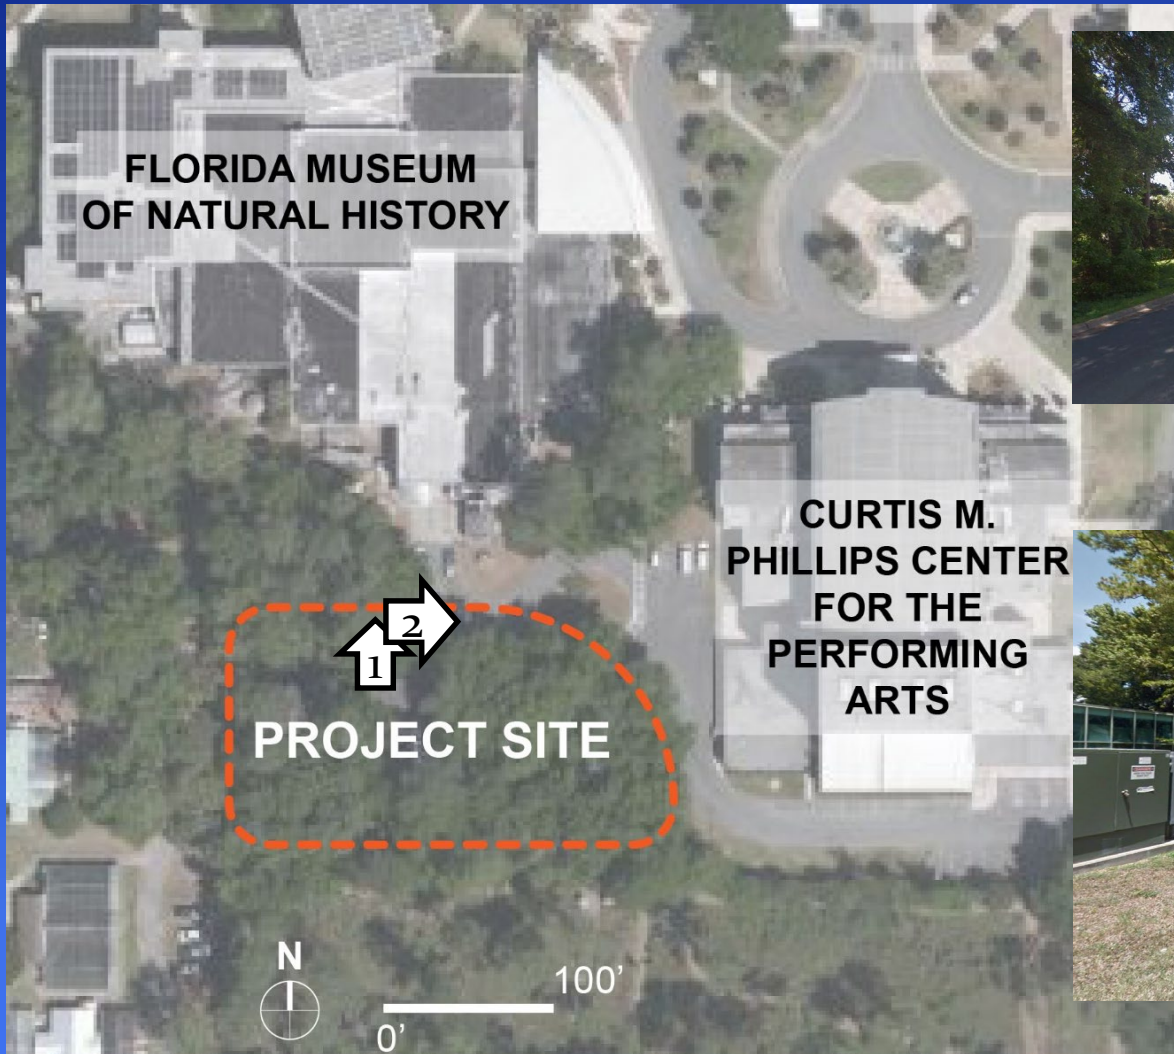 FLORIDA MUSEUM
OF NATURAL HISTORY
CURTIS M.
PHILLIPS CENTER
FOR THE
PERFORMING
ARTS
2
1
PROJECT SITE
N
100'
0'